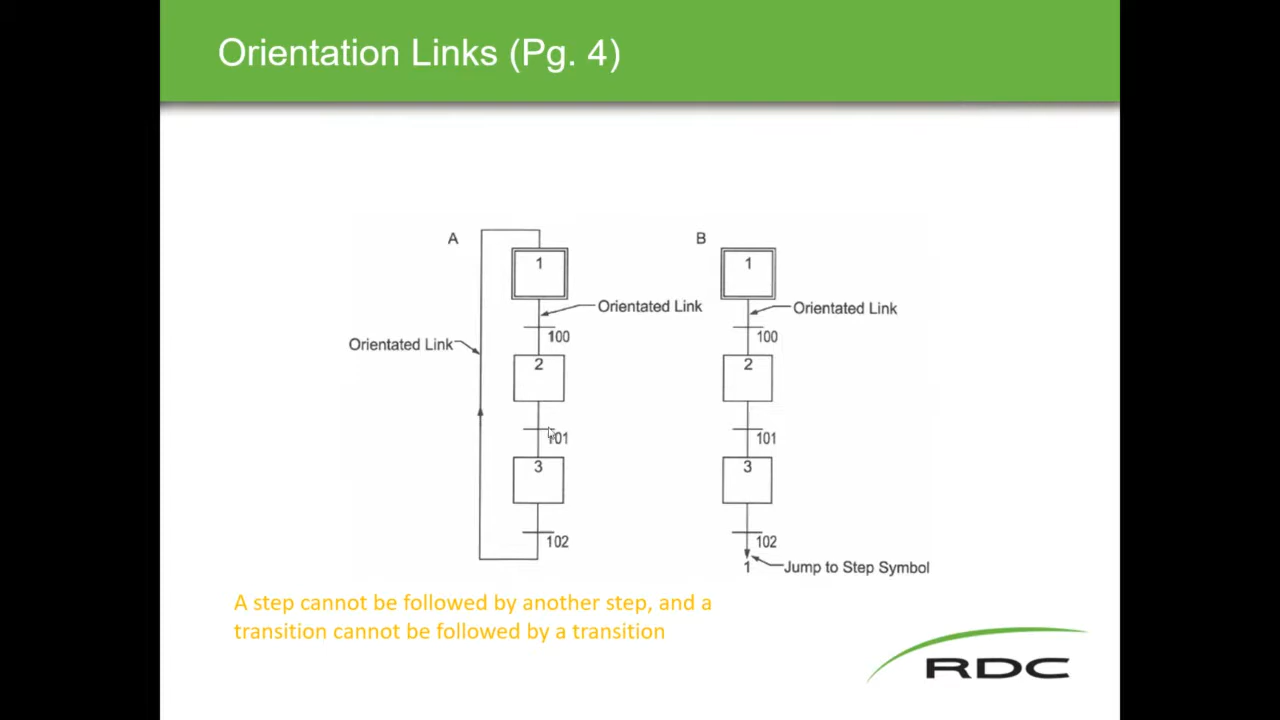 Orientation Links (Pg. 4)
A
1
Orientated Link
100
Orientated Link
2
101
3
102
B
1
Orientated Link
100
2
101
3
102
1
Jump to Step Symbol
A step cannot be followed by another step, and a
transition cannot be followed by a transition
RDC